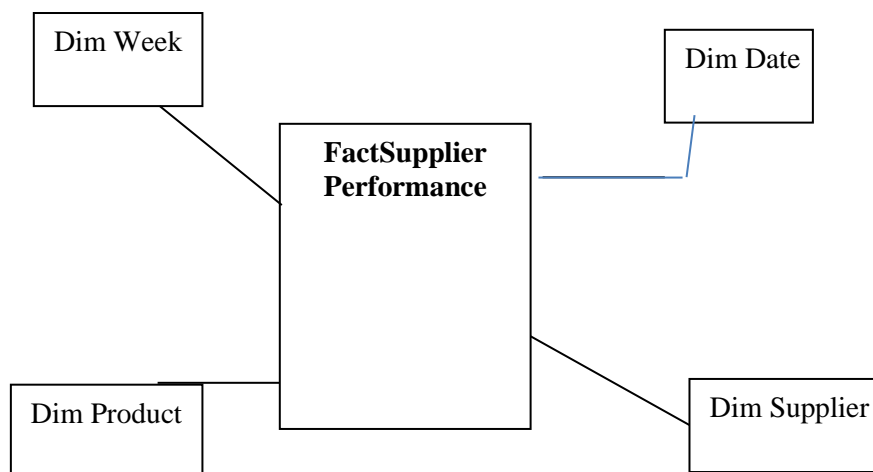 Dim Week
Dim Date
FactSupplier
Performance
Dim Product
Dim Supplier